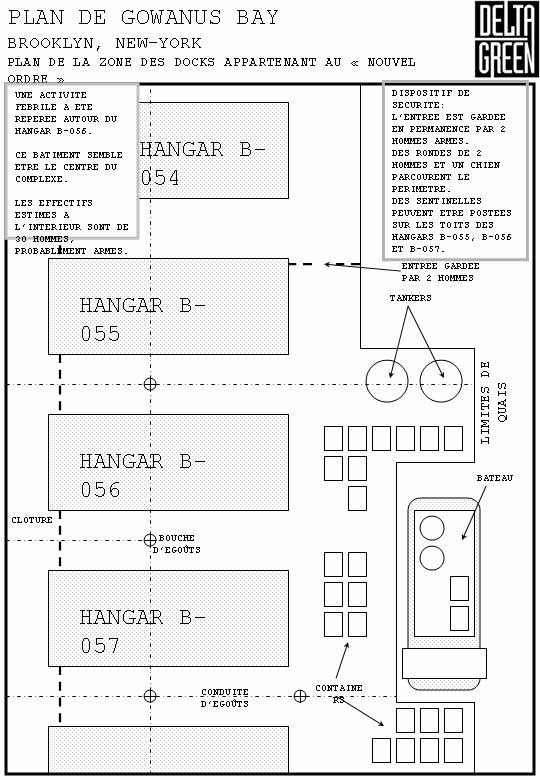 PLAN DE GOWANUS BAY
BROOKLYN, NEW-YORK
PLAN DE LA ZONE DES DOCKS APPARTENANT AU « NOUVEL
ORDRE »
DELTA
GREEN
UNE ACTIVITE
FEBRILE A ETE
REPEREE AUTOUR DU
HANGAR B-056.
CE BATIMENT SEMBLE
ETRE LE CENTRE DU
COMPLEXE.
LES EFFECTIFS
ESTIMES A
L'INTERIEUR SONT DE
30 HOMMES,
PROBABLEMENT ARMES.
DISPOSITIF DE
SECURITE:
L'ENTREE EST GARDEE
EN PERMANENCE PAR 2
HOMMES ARMES.
DES RONDES DE 2
HOMMES ET UN CHIEN
PARCOURENT LE
PERIMETRE.
DES SENTINELLES
PEUVENT ETRE POSTEES
SUR LES TOITS DES
HANGARS B-055, B-056
ET B-057.
HANGAR B-
054
ENTREE GARDEE
PAR 2 HOMMES
TANKERS
HANGAR B-
055
LIMITES DE
QUAIS
HANGAR B-
056
BATEAU
CLOTURE
BOUCHE
D'EGOÛTS
HANGAR B-
057
CONDUITE
D'EGOÛTS
CONTAINE
RS